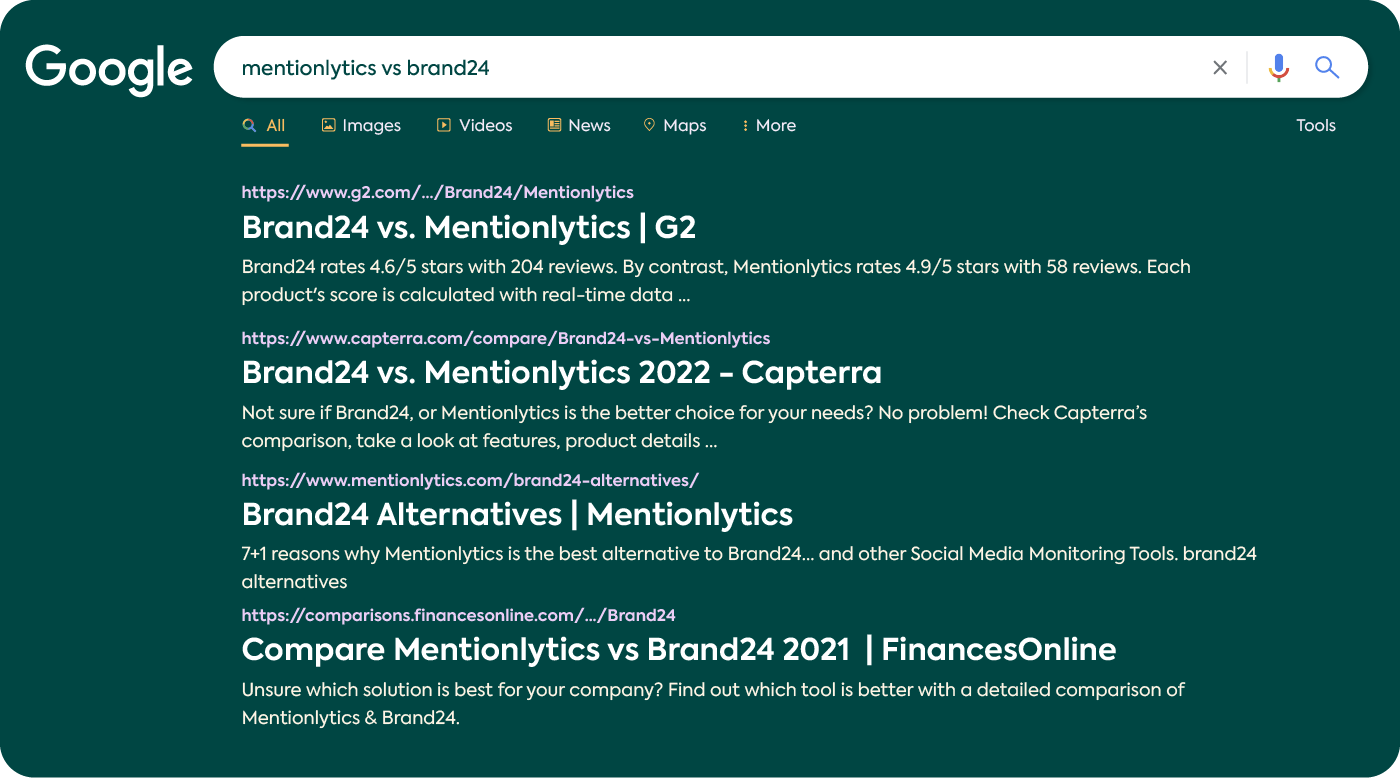 Google
mentionlytics vs brand24
All Images Videos News Maps More Tools
https://www.g2.com/.../Brand24/Mentionlytics
Brand24 vs. Mentionlytics | G2
Brand24 rates 4.6/5 stars with 204 reviews. By contrast, Mentionlytics rates 4.9/5 stars with 58 reviews. Each
product's score is calculated with real-time data ...
https://www.capterra.com/compare/Brand24-vs-Mentionlytics
Brand24 vs. Mentionlytics 2022 - Capterra
Not sure if Brand24, or Mentionlytics is the better choice for your needs? No problem! Check Capterra's
comparison, take a look at features, product details ...
https://www.mentionlytics.com/brand24-alternatives/
Brand24 Alternatives | Mentionlytics
7+1 reasons why Mentionlytics is the best alternative to Brand24... and other Social Media Monitoring Tools. brand24
alternatives
https://comparisons.financesonline.com/.../Brand24
Compare Mentionlytics vs Brand24 2021 | FinancesOnline
Unsure which solution is best for your company? Find out which tool is better with a detailed comparison of
Mentionlytics & Brand24.